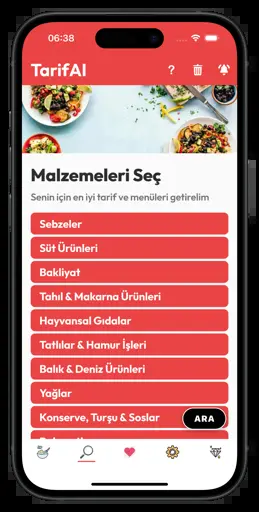 06:38
TarifAI
Malzemeleri Seç
Senin için en iyi tarif ve menüleri getirelim
Sebzeler
Süt Ürünleri
Bakliyat
Tahıl & Makarna Ürünleri
Hayvansal Gıdalar
Tatlılar & Hamur İşleri
Balık & Deniz Ürünleri
Yağlar
Konserve, Turşu & Soslar
ARA